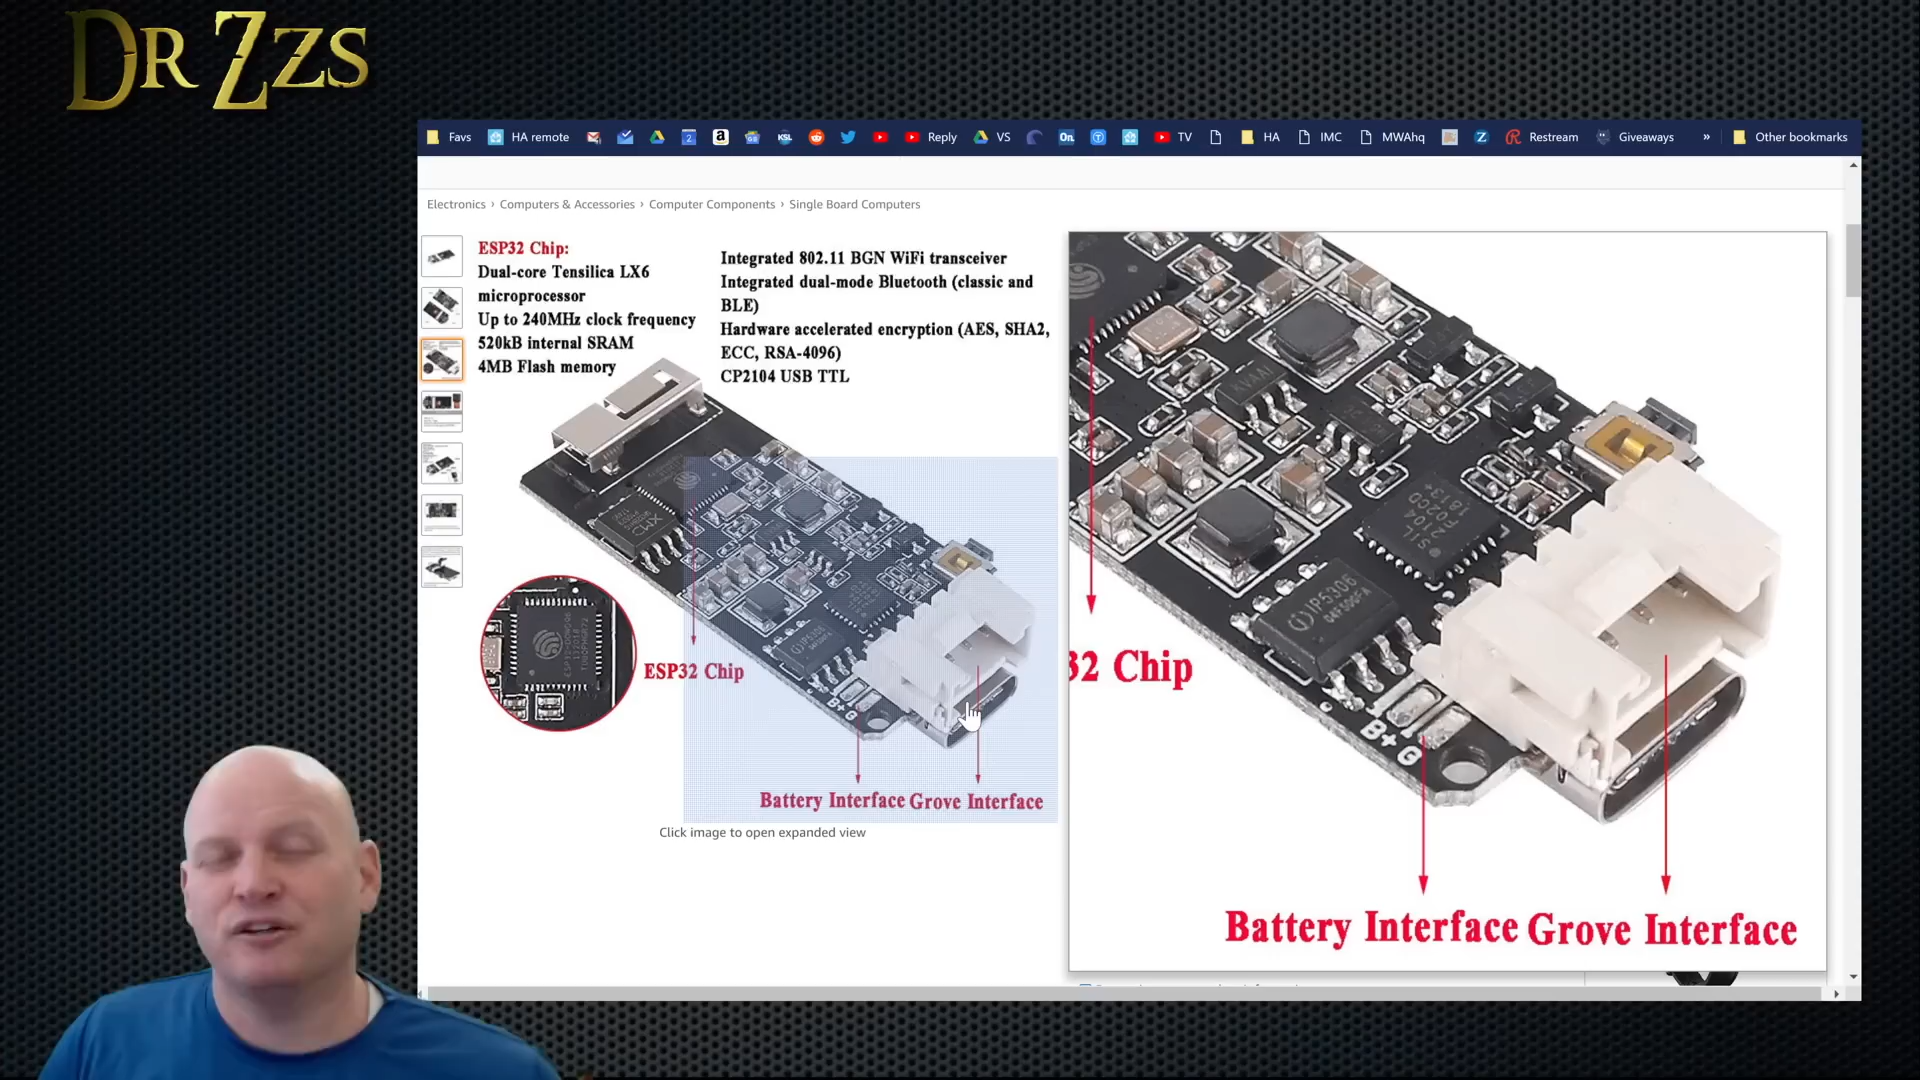 DR ZZS
Favs
HA remote
2
Reply
VS
On.
TV
HA
IMC
MWAhq
Z
Restream
Giveaways
»
Other bookmarks
Electronics › Computers & Accessories › Computer Components › Single Board Computers
ESP32 Chip:
Dual-core Tensilica LX6
microprocessor
Up to 240MHz clock frequency
520kB internal SRAM
4MB Flash memory
Integrated 802.11 BGN WiFi transceiver
Integrated dual-mode Bluetooth (classic and
BLE)
Hardware accelerated encryption (AES, SHA2,
ECC, RSA-4096)
CP2104 USB TTL
ESP32 Chip
B+ G
Battery Interface
Grove Interface
Click image to open expanded view
32 Chip
IP5306
B+ G
Battery Interface
Grove Interface